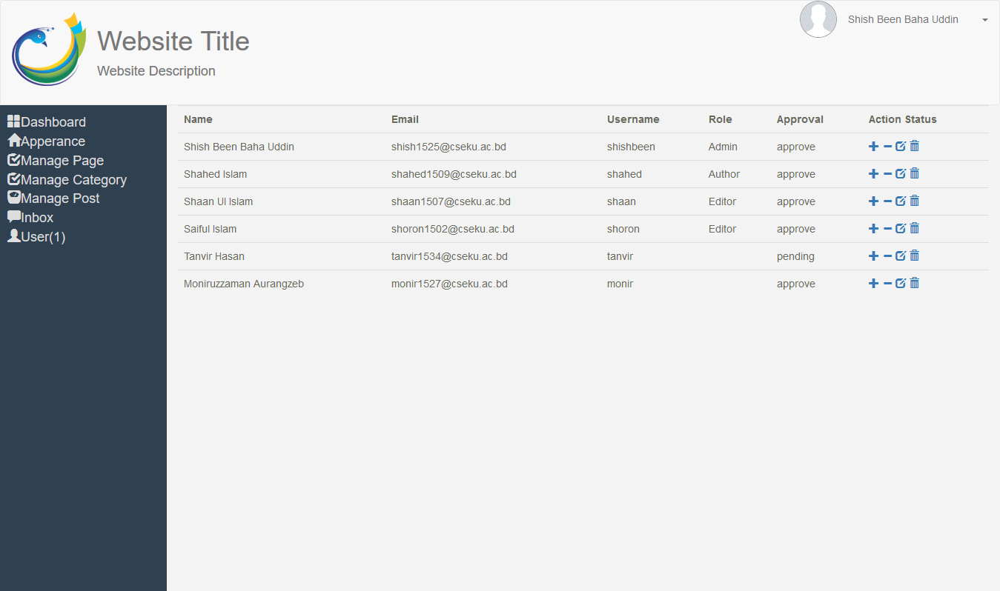 Website Title
Website Description
Shish Been Baha Uddin
Dashboard
Apperance
Manage Page
Manage Category
Manage Post
Inbox
User(1)
Name Email Username Role Approval Action Status
Shish Been Baha Uddin shish1525@cseku.ac.bd shishbeen Admin approve
Shahed Islam shahed1509@cseku.ac.bd shahed Author approve
Shaan Ul Islam shaan1507@cseku.ac.bd shaan Editor approve
Saiful Islam shoron1502@cseku.ac.bd shoron Editor approve
Tanvir Hasan tanvir1534@cseku.ac.bd tanvir pending
Moniruzzaman Aurangzeb monir1527@cseku.ac.bd monir approve